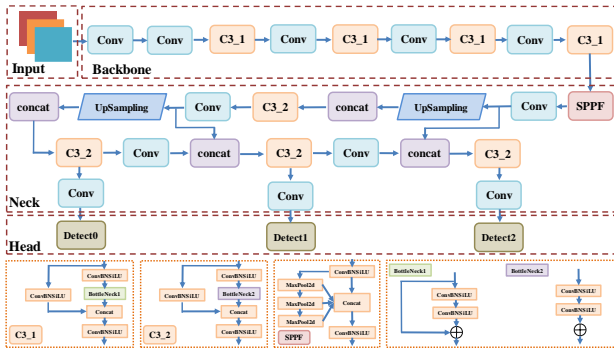 Conv Conv C3_1 Conv C3_1 Conv C3_1 Conv C3_1
Input Backbone
concat UpSampling Conv C3_2 concat UpSampling Conv SPPF
C3_2 Conv concat C3_2 Conv concat C3_2
Conv Conv Conv
Neck
Detect0 Detect1 Detect2
Head
ConvBNSiLU
ConvBNSiLU BottleNeck1
Concat
ConvBNSiLU
C3_1
ConvBNSiLU
ConvBNSiLU BottleNeck2
Concat
ConvBNSiLU
C3_2
ConvBNSiLU
MaxPool2d
MaxPool2d Concat
MaxPool2d
ConvBNSiLU
SPPF
BottleNeck1
ConvBNSiLU
ConvBNSiLU
BottleNeck2
ConvBNSiLU
ConvBNSiLU